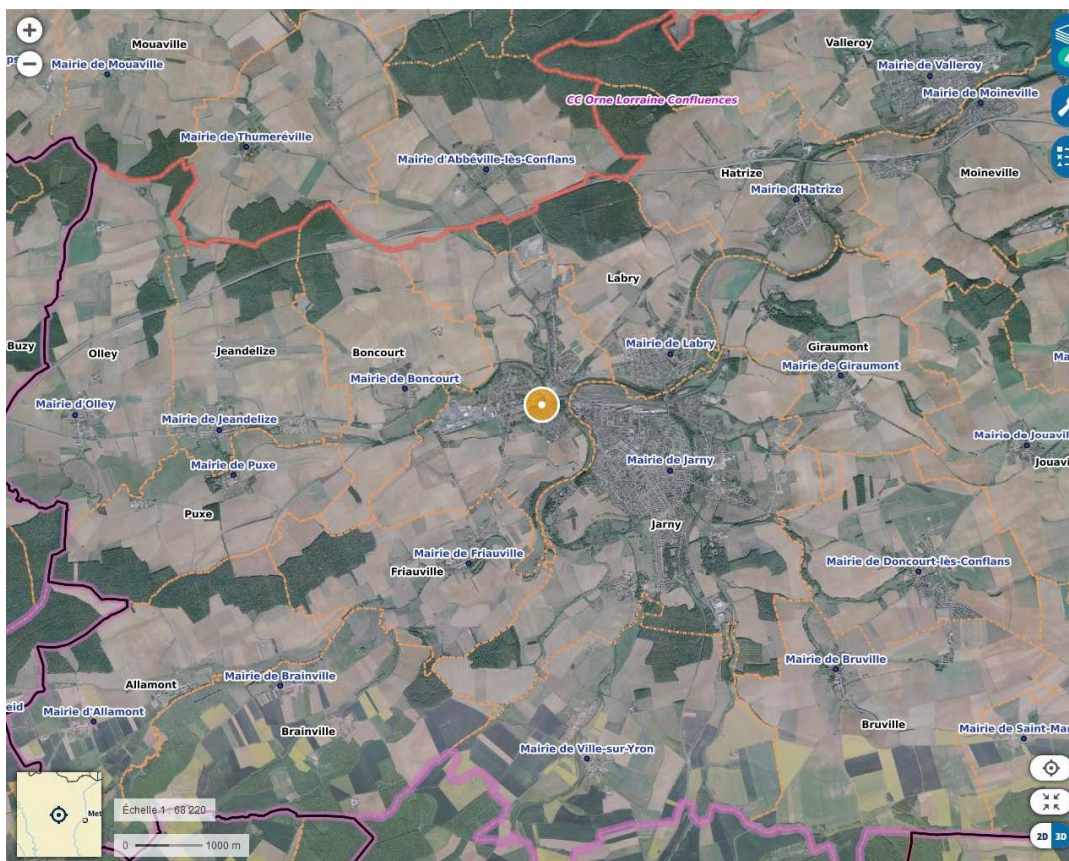 Mouaville
Mairie de Mouaville
Valleroy
Mairie de Valleroy
Mairie de Moineville
CC Orne Lorraine Confluences
Mairie de Thumeréville
Mairie d'Abbéville-lès-Conflans
Hatrize
Moineville
Mairie d'Hatrize
Labry
Buzy
Olley
Jeandelize
Boncourt
Mairie de Labry
Giraumont
Mairie de Giraumont
Mairie de Boncourt
Mairie d'Olley
Mairie de Jeandelize
Mairie de Jouavill
Mairie de Puxe
Mairie de Jarny
Jouavi
Puxe
Jarny
Mairie de Friauville
Friauville
Mairie de Doncourt-lès-Conflans
Mairie de Bruville
Allamont
Mairie de Brainville
eid
Mairie d'Allamont
Brainville
Bruville
Mairie de Saint-Mar
Mairie de Ville-sur-Yron
Met
Échelle 1 : 68 220
0 1000 m
2D 3D